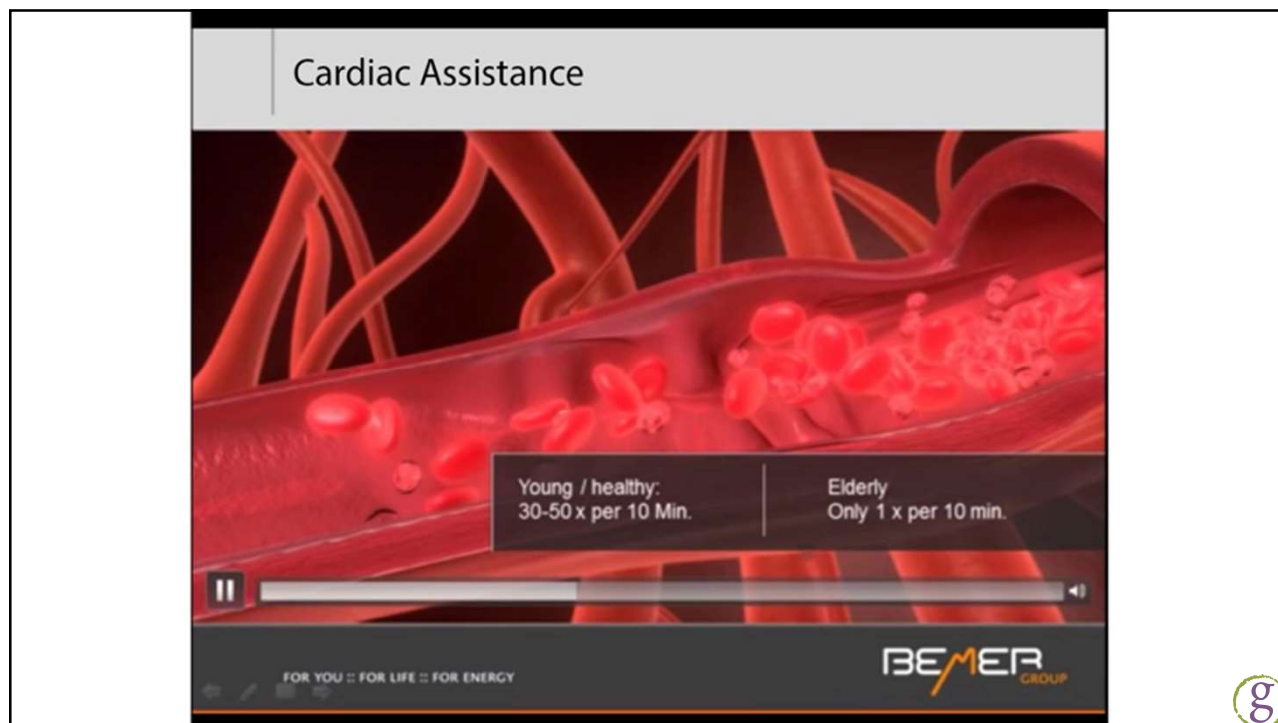 Cardiac Assistance
Young / healthy:
30-50 x per 10 Min.
Elderly
Only 1 x per 10 min.
FOR YOU :: FOR LIFE :: FOR ENERGY
BEMER
GROUP
g